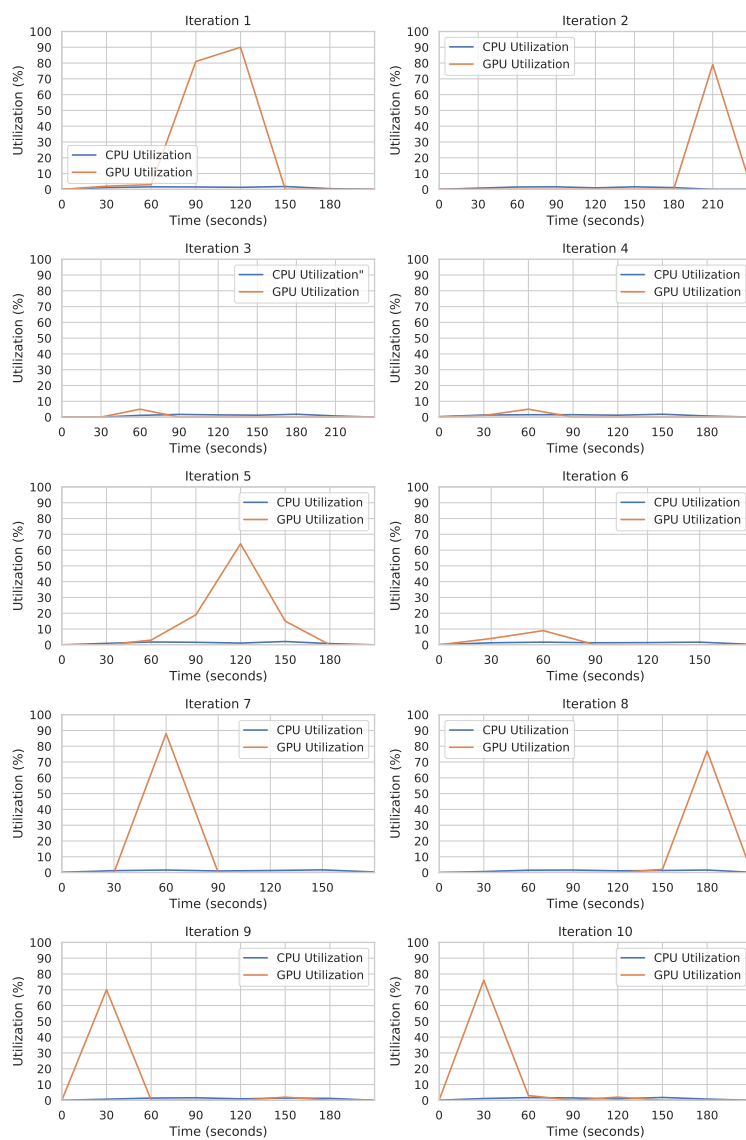 Iteration 1
100
90
80
70
60
50
40
30
20
10
0
Utilization (%)
CPU Utilization
GPU Utilization
0 30 60 90 120 150 180
Time (seconds)
Iteration 2
100
90
80
70
60
50
40
30
20
10
0
Utilization (%)
CPU Utilization
GPU Utilization
0 30 60 90 120 150 180 210
Time (seconds)
Iteration 3
100
90
80
70
60
50
40
30
20
10
0
Utilization (%)
CPU Utilization"
GPU Utilization
0 30 60 90 120 150 180 210
Time (seconds)
Iteration 4
100
90
80
70
60
50
40
30
20
10
0
Utilization (%)
CPU Utilization
GPU Utilization
0 30 60 90 120 150 180
Time (seconds)
Iteration 5
100
90
80
70
60
50
40
30
20
10
0
Utilization (%)
CPU Utilization
GPU Utilization
0 30 60 90 120 150 180
Time (seconds)
Iteration 6
100
90
80
70
60
50
40
30
20
10
0
Utilization (%)
CPU Utilization
GPU Utilization
0 30 60 90 120 150
Time (seconds)
Iteration 7
100
90
80
70
60
50
40
30
20
10
0
Utilization (%)
CPU Utilization
GPU Utilization
0 30 60 90 120 150
Time (seconds)
Iteration 8
100
90
80
70
60
50
40
30
20
10
0
Utilization (%)
CPU Utilization
GPU Utilization
0 30 60 90 120 150 180
Time (seconds)
Iteration 9
100
90
80
70
60
50
40
30
20
10
0
Utilization (%)
CPU Utilization
GPU Utilization
0 30 60 90 120 150 180
Time (seconds)
Iteration 10
100
90
80
70
60
50
40
30
20
10
0
Utilization (%)
CPU Utilization
GPU Utilization
0 30 60 90 120 150 180
Time (seconds)